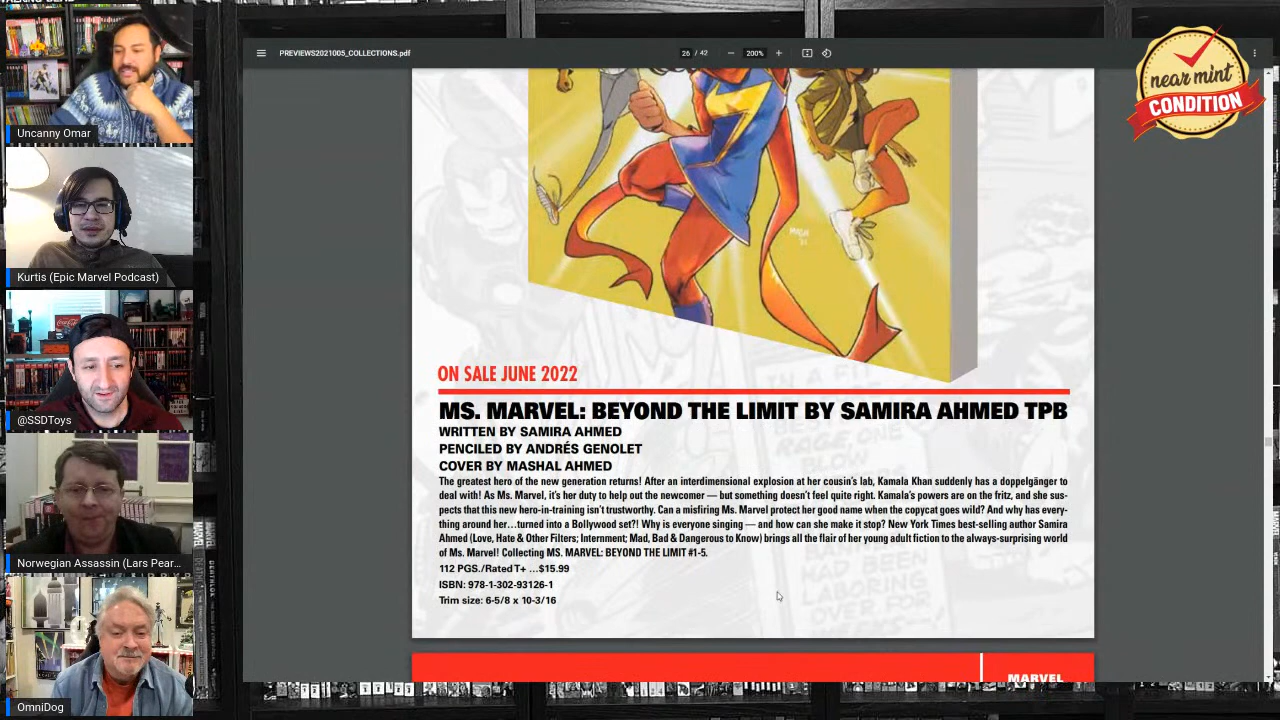 PREVIEWS2021005_COLLECTIONS.pdf
26 / 42
200%
near mint
CONDITION
Uncanny Omar
Kurtis (Epic Marvel Podcast)
@SSDToys
Norwegian Assassin (Lars Pear...
OmniDog
ON SALE JUNE 2022
MS. MARVEL: BEYOND THE LIMIT BY SAMIRA AHMED TPB
WRITTEN BY SAMIRA AHMED
PENCILED BY ANDRÉS GENOLET
COVER BY MASHAL AHMED
The greatest hero of the new generation returns! After an interdimensional explosion at her cousin's lab, Kamala Khan suddenly has a doppelgänger to
deal with! As Ms. Marvel, it's her duty to help out the newcomer — but something doesn't feel quite right. Kamala's powers are on the fritz, and she sus-
pects that this new hero-in-training isn't trustworthy. Can a misfiring Ms. Marvel protect her good name when the copycat goes wild? And why has every-
thing around her...turned into a Bollywood set?! Why is everyone singing — and how can she make it stop? New York Times best-selling author Samira
Ahmed (Love, Hate & Other Filters; Internment; Mad, Bad & Dangerous to Know) brings all the flair of her young adult fiction to the always-surprising world
of Ms. Marvel! Collecting MS. MARVEL: BEYOND THE LIMIT #1-5.
112 PGS./Rated T+ ...$15.99
ISBN: 978-1-302-93126-1
Trim size: 6-5/8 x 10-3/16
MARVEL